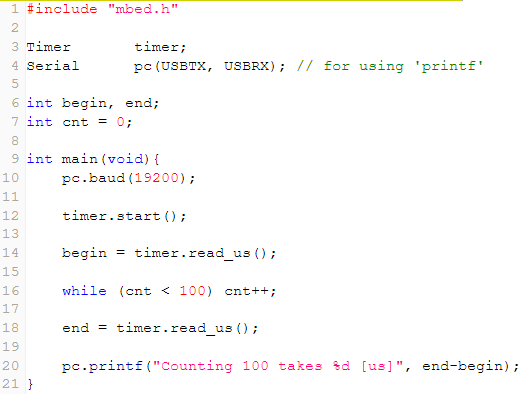 1 #include "mbed.h"
2
3 Timer       timer;
4 Serial      pc(USBTX, USBRX); // for using 'printf'
5
6 int begin, end;
7 int cnt = 0;
8
9 int main(void){
10     pc.baud(19200);
11
12     timer.start();
13
14     begin = timer.read_us();
15
16     while (cnt < 100) cnt++;
17
18     end = timer.read_us();
19
20     pc.printf("Counting 100 takes %d [us]", end-begin);
21 }